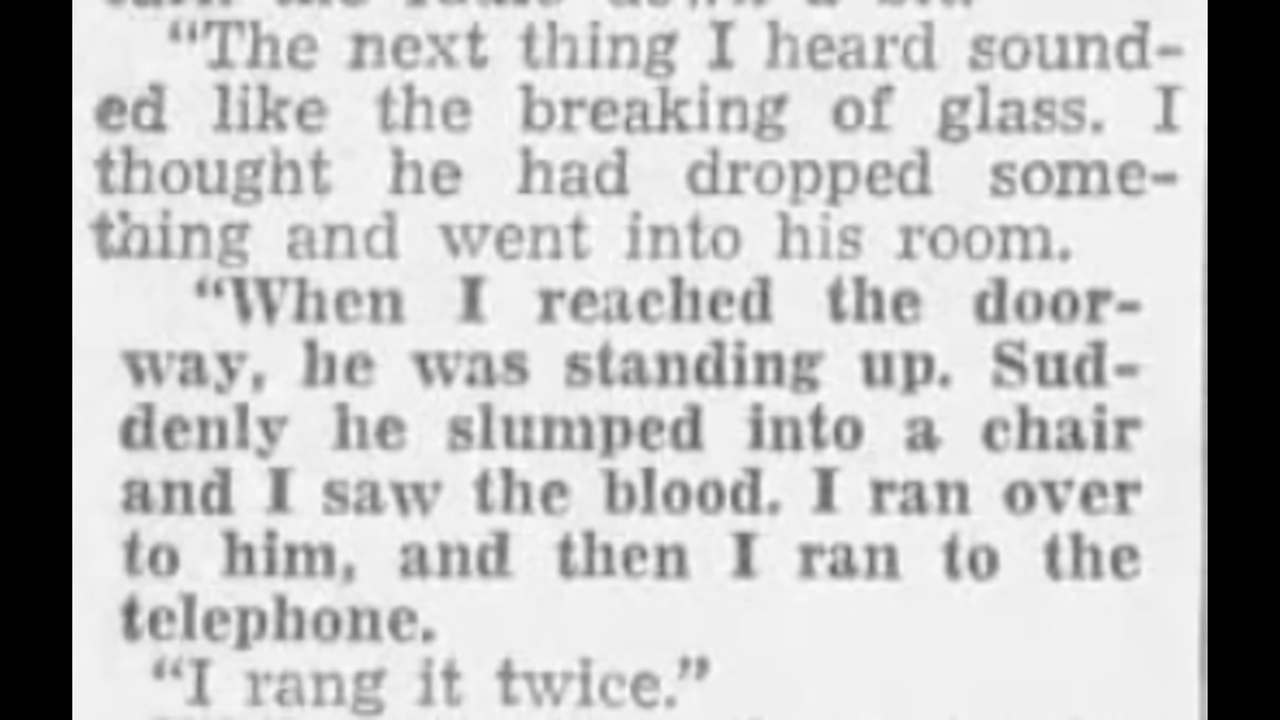 “The next thing I heard sound-
ed like the breaking of glass. I
thought he had dropped some-
thing and went into his room.
“When I reached the door-
way, he was standing up. Sud-
denly he slumped into a chair
and I saw the blood. I ran over
to him, and then I ran to the
telephone.
“I rang it twice.”